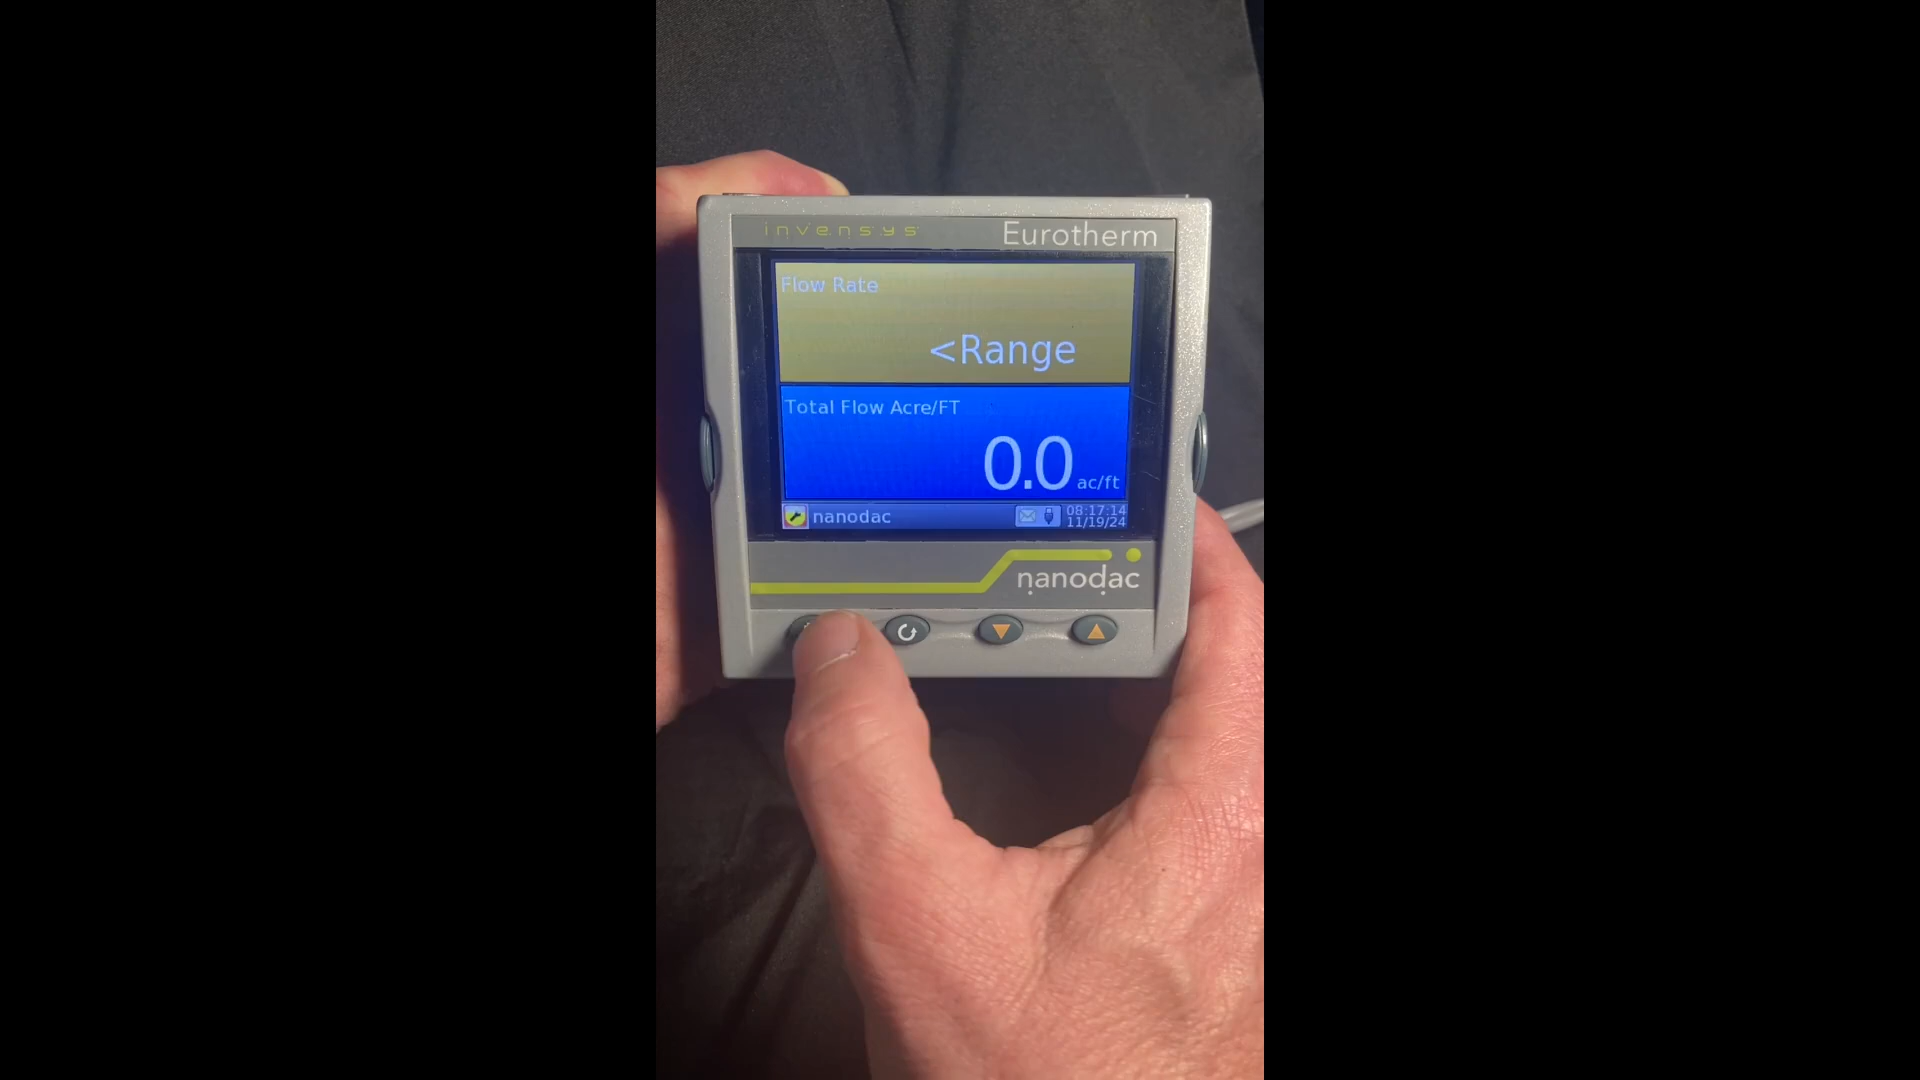 invensys
Eurotherm
Flow Rate
<Range
Total Flow Acre/FT
0.0 ac/ft
nanodac
08:17:14
11/19/24
nanodac